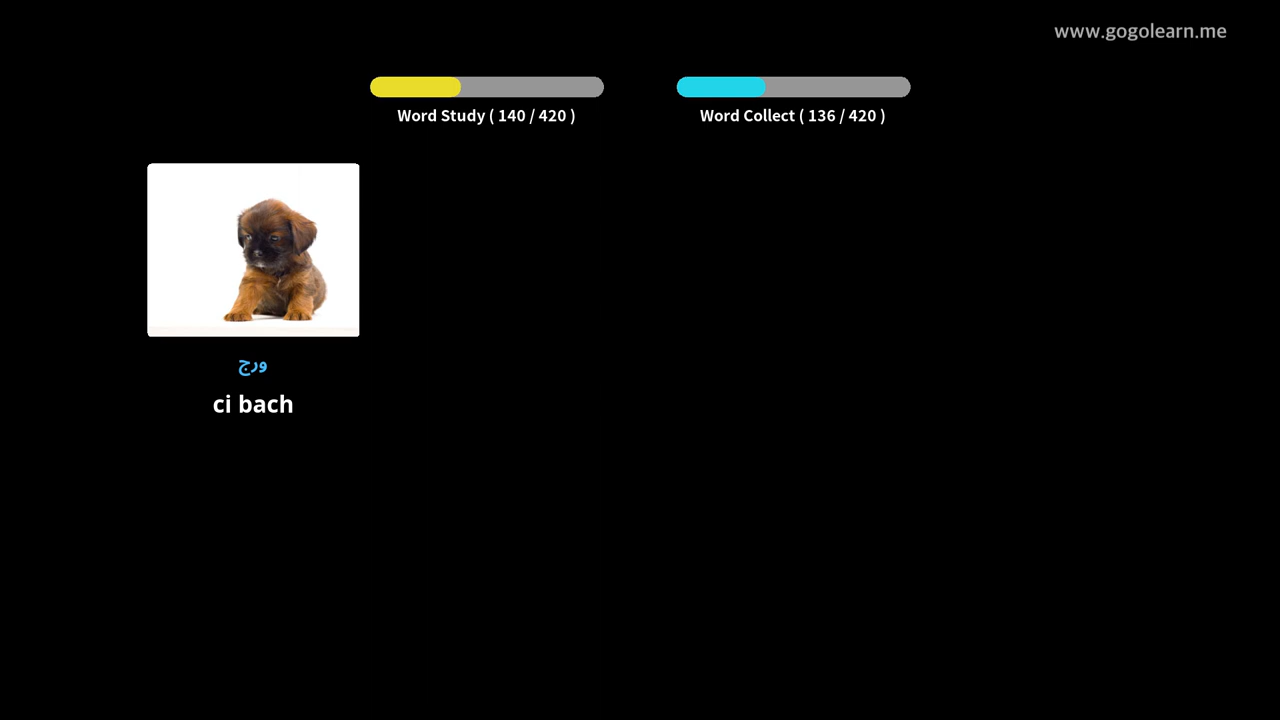 www.gogolearn.me
Word Study ( 140 / 420 )
Word Collect ( 136 / 420 )
ورج
ci bach